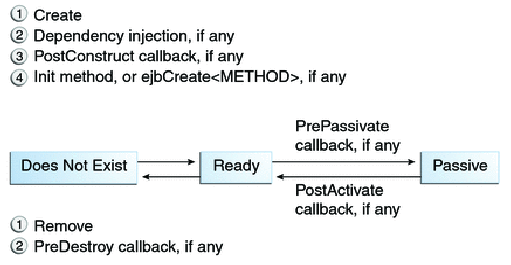 1 Create
2 Dependency injection, if any
3 PostConstruct callback, if any
4 Init method, or ejbCreate<METHOD>, if any
PrePassivate
callback, if any
Does Not Exist
Ready
Passive
PostActivate
callback, if any
1 Remove
2 PreDestroy callback, if any